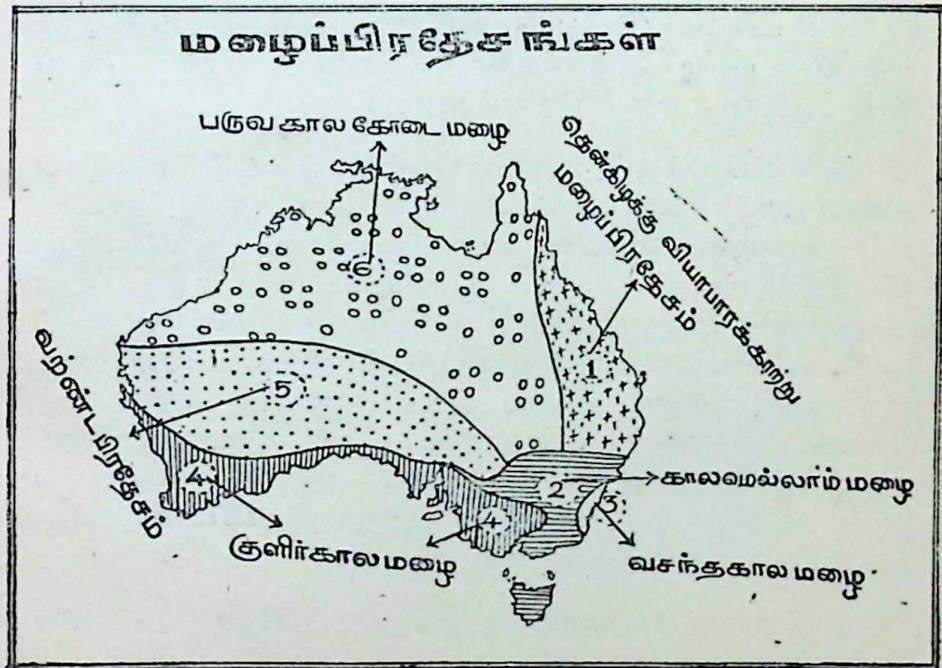 மழைப்பிரதேசங்கள்
பருவ கால கோடை மழை
தென்கிழக்கு வியாபாரக்காற்று
மழைப்பிரதேசம்
6
1
5
வறண்ட பிரதேசம்
4
2
காலமெல்லாம் மழை
3
4
குளிர்கால மழை
வசந்தகால மழை